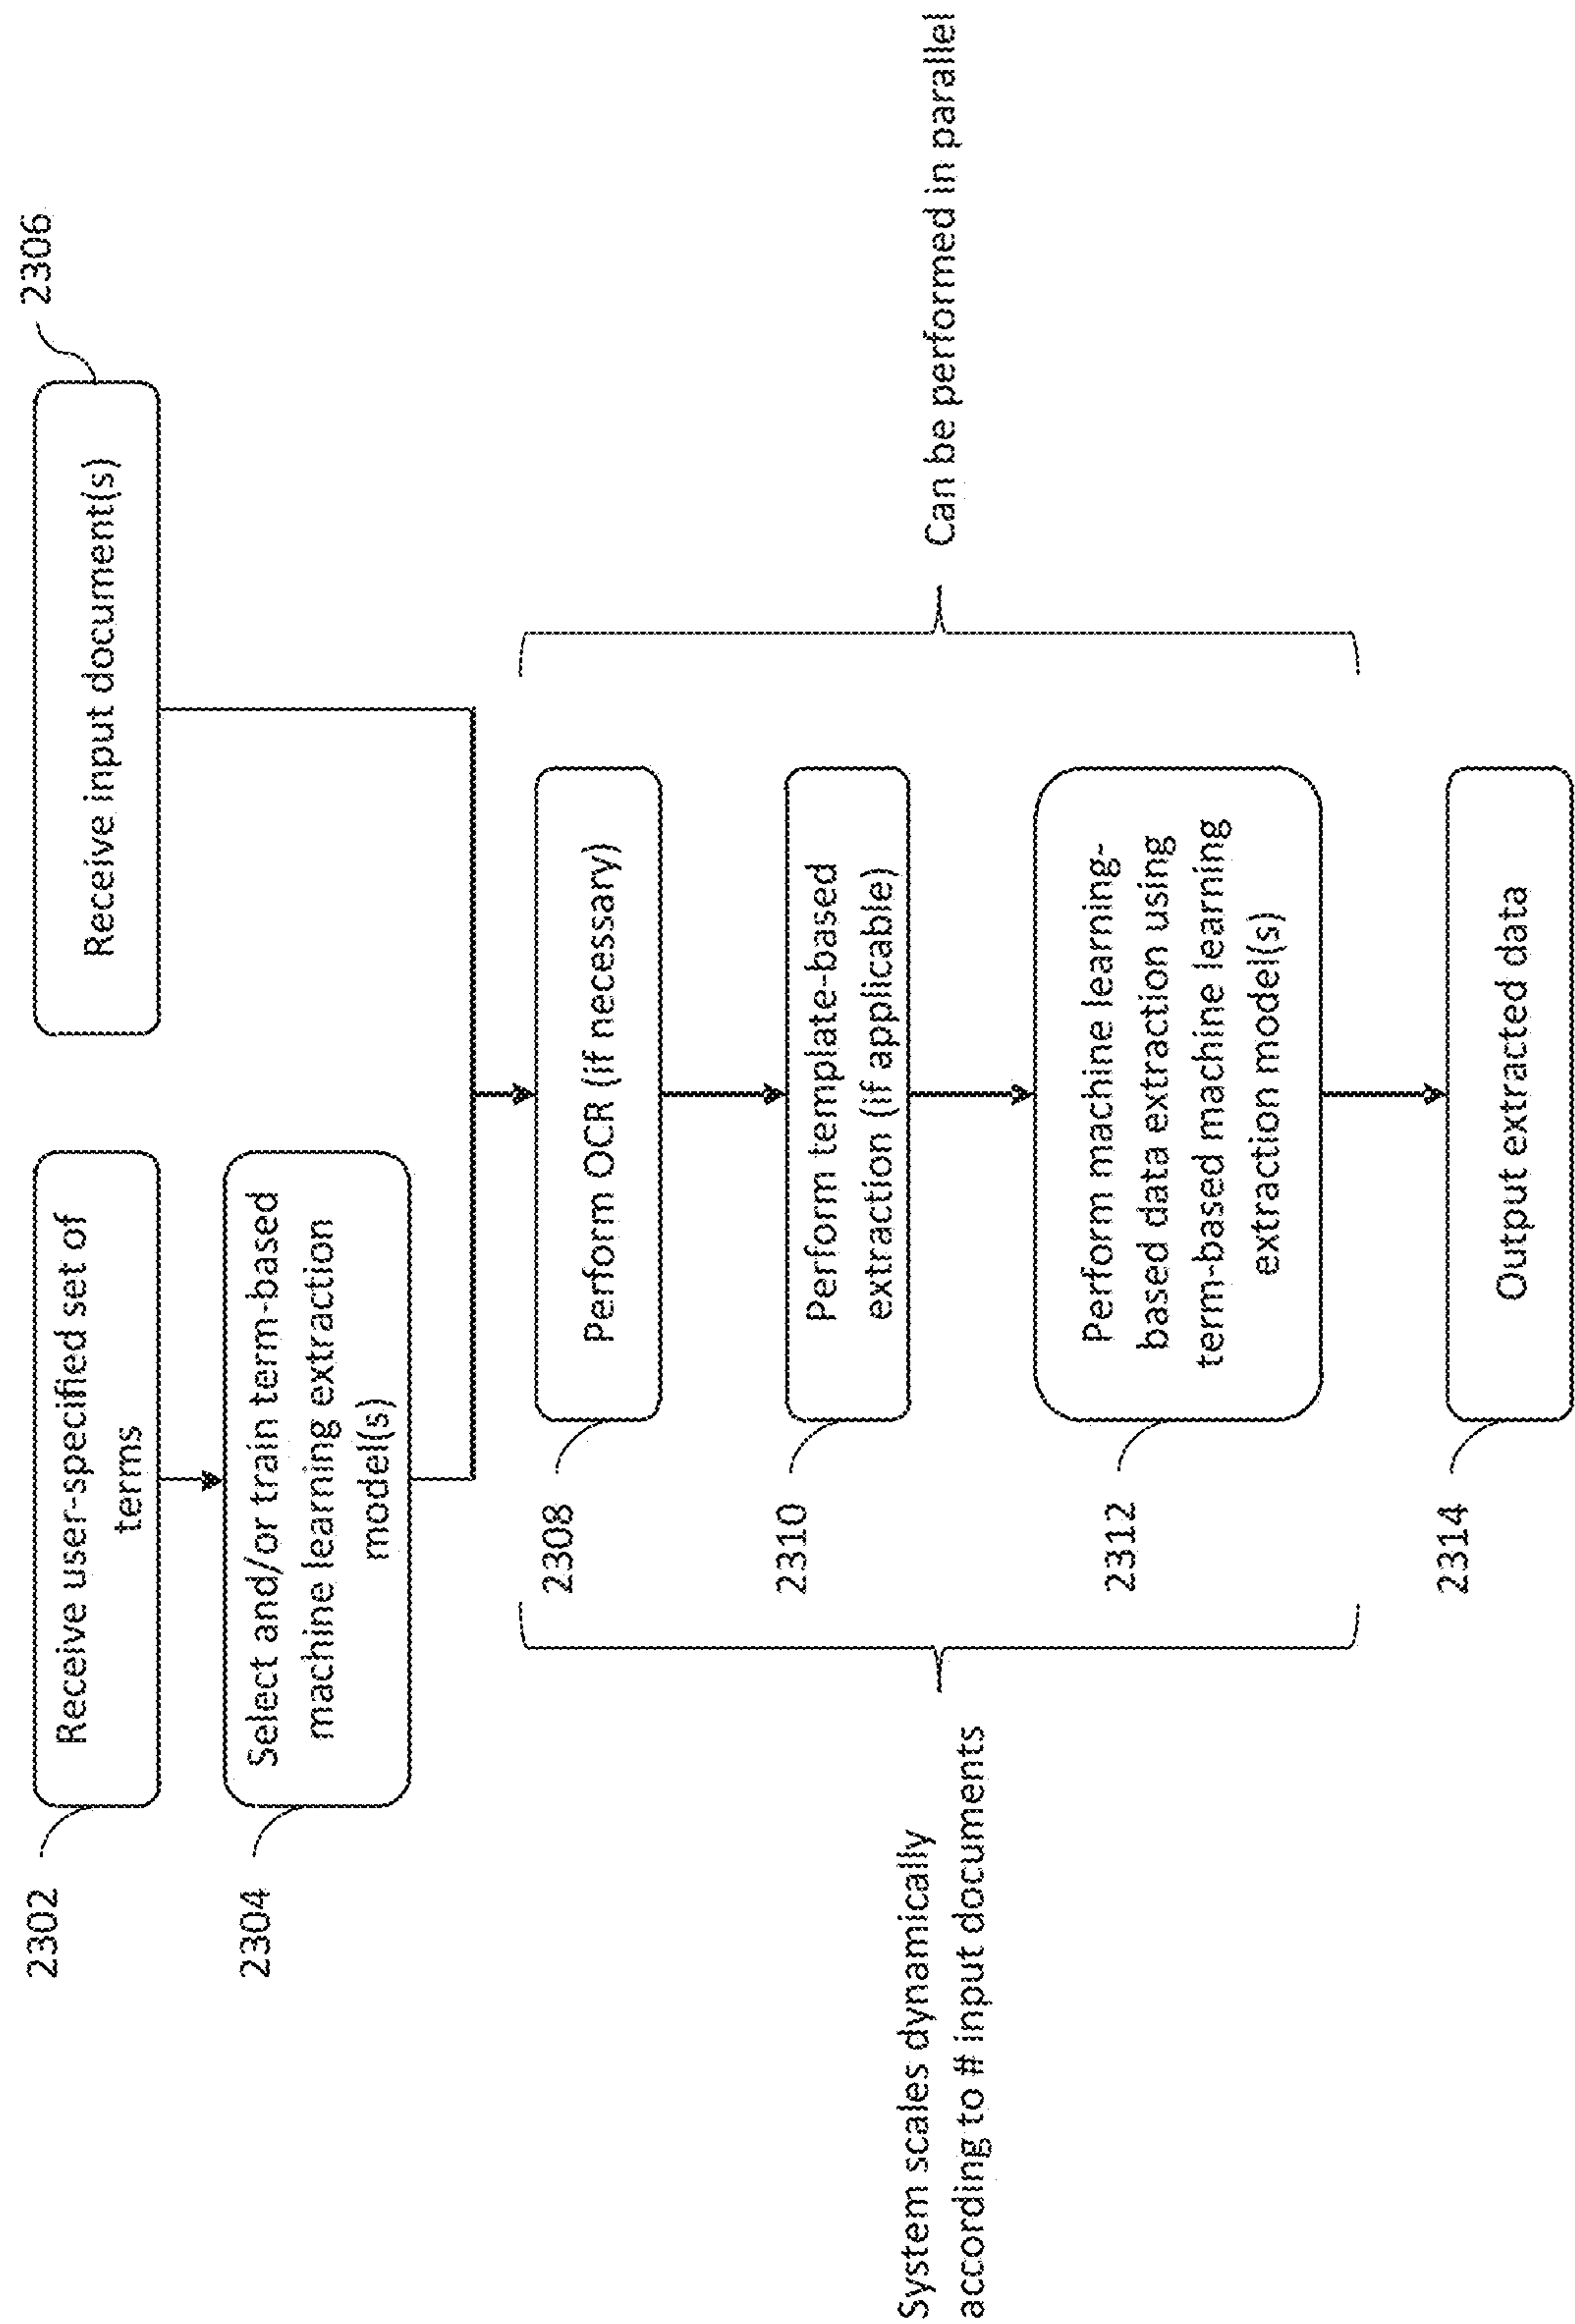 2302
Receive user-specified set of
terms
Receive input document(s)
2306
2304
Select and/or train term-based
machine learning extraction
model(s)
2308
Perform OCR (if necessary)
2310
Perform template-based
extraction (if applicable)
System scales dynamically
according to # input documents
Can be performed in parallel
2312
Perform machine learning-
based data extraction using
term-based machine learning
extraction model(s)
2314
Output extracted data